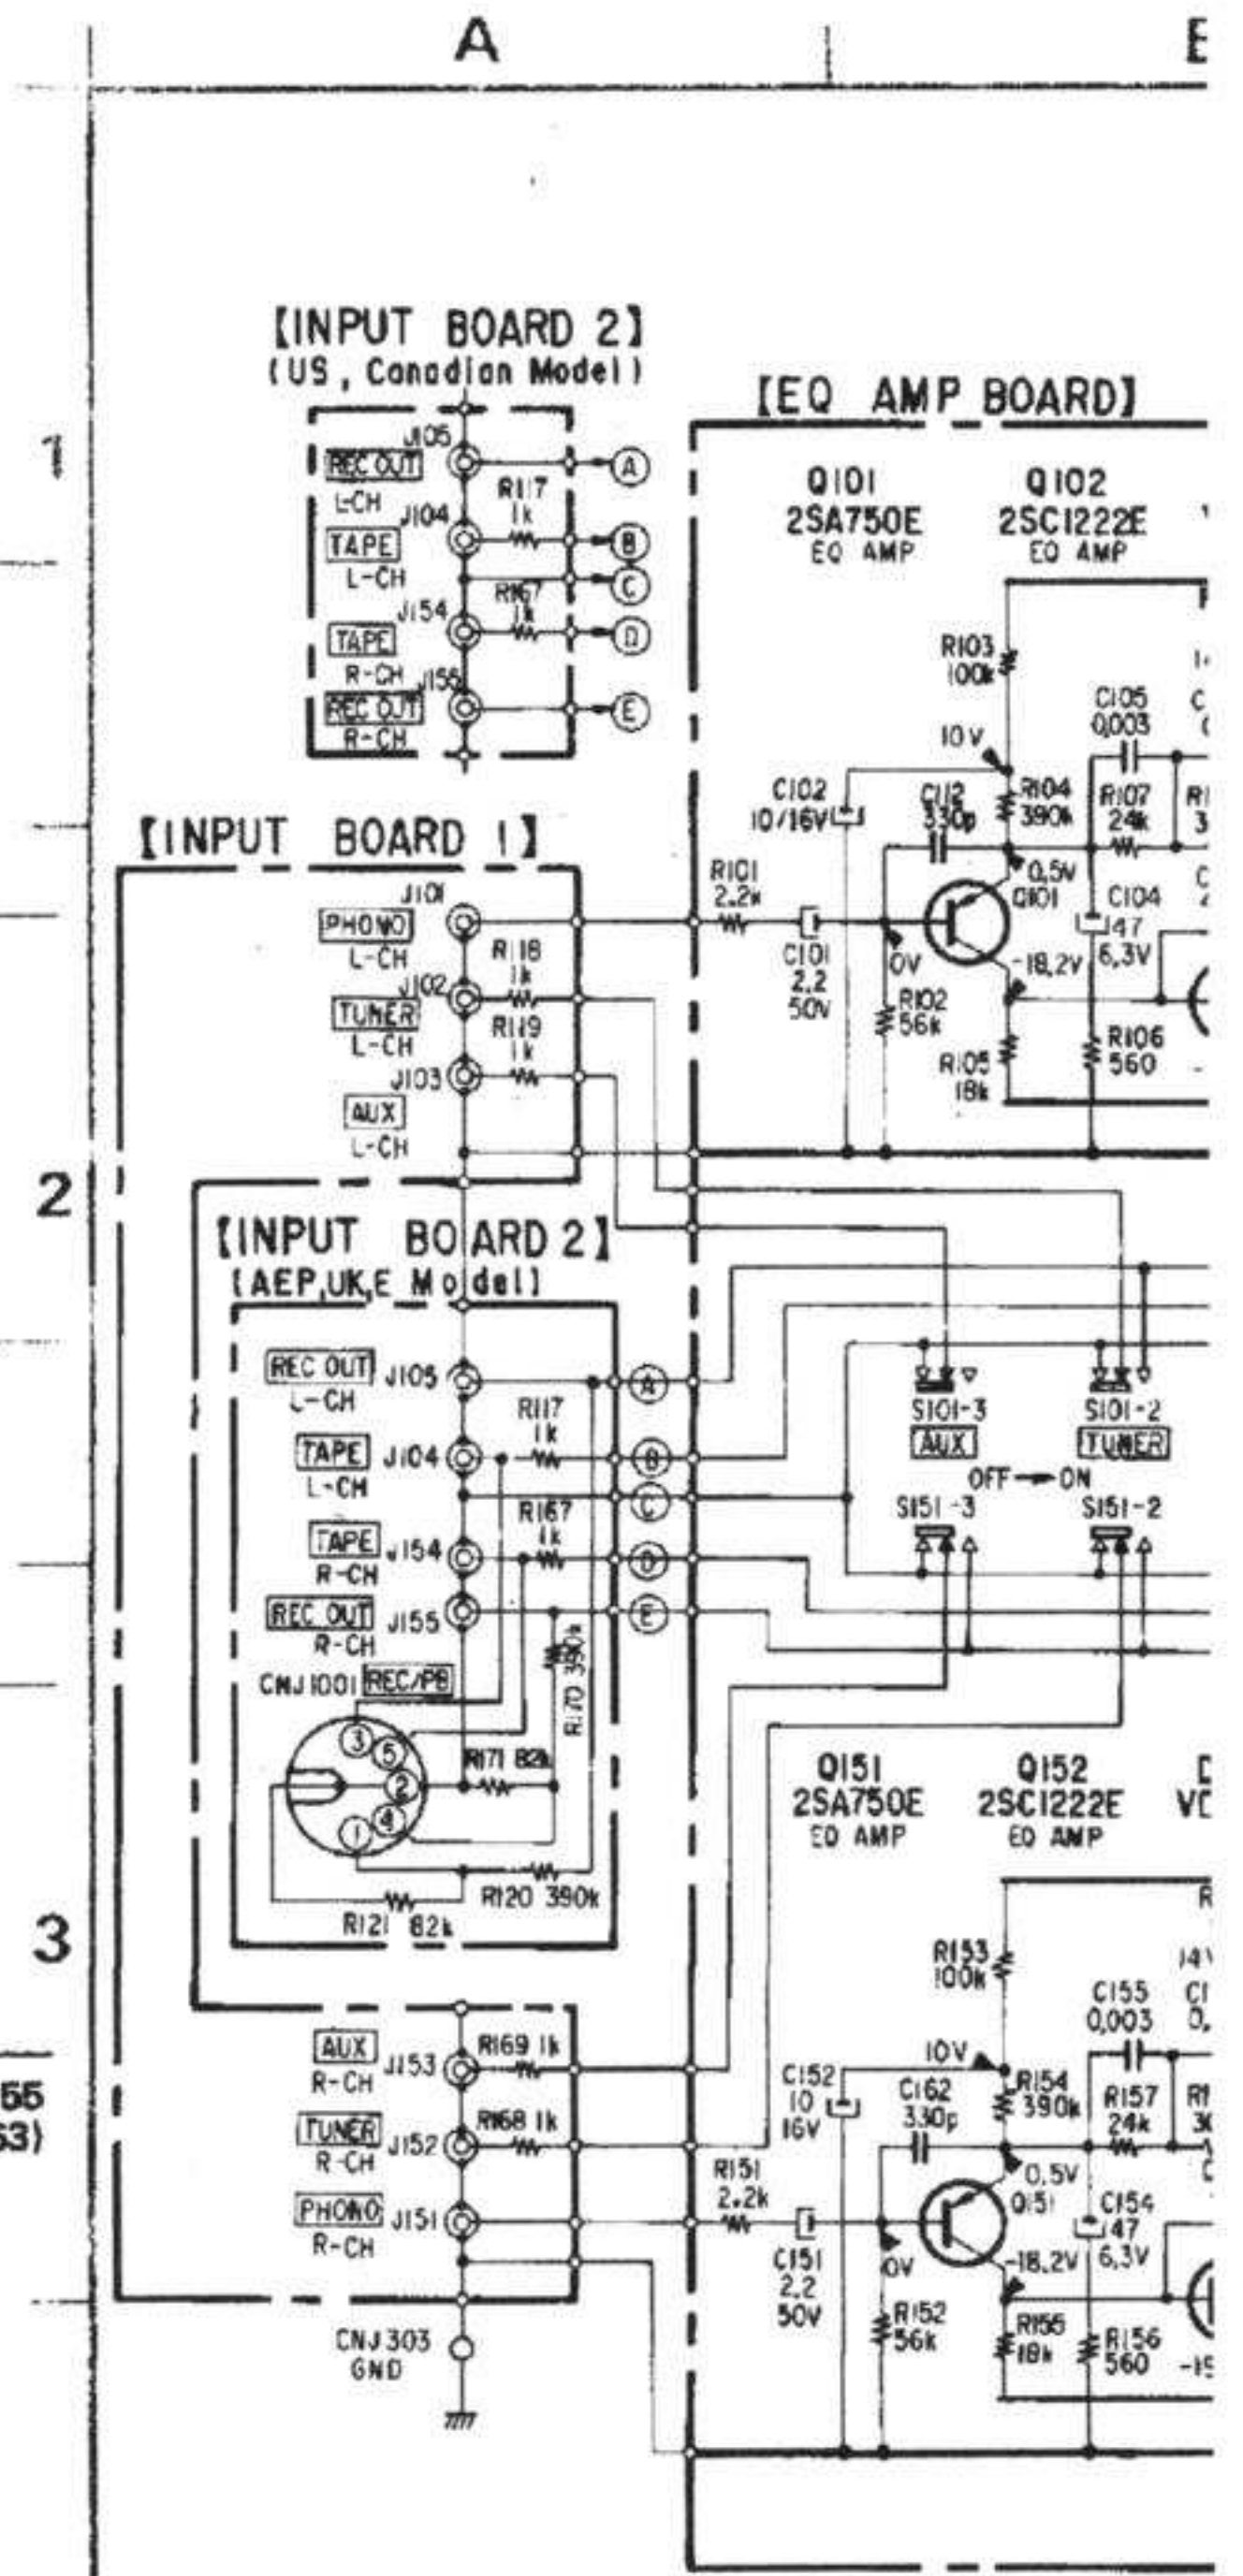 A
【INPUT BOARD 2】
(US, Canadian Model)
J105
REC OUT
L-CH
R117
1k
J104
TAPE
L-CH
R167
1k
J154
TAPE
R-CH
J155
REC OUT
R-CH
A
B
C
D
E
1
【EQ AMP BOARD】
Q101
2SA750E
EQ AMP
Q102
2SC1222E
EQ AMP
R103
100k
C105
0,003
10V
C102
10/16V
C112
330p
R104
390k
R107
24k
【INPUT BOARD 1】
J101
PHONO
L-CH
R118
1k
J102
TUNER
L-CH
R119
1k
J103
AUX
L-CH
R101
2.2k
C101
2.2
50V
0.5V
Q101
C104
47
6.3V
0V
-18.2V
R102
56k
R105
18k
R106
560
2
【INPUT BOARD 2】
(AEP,UK,E Model)
REC OUT
J105
L-CH
R117
1k
TAPE
J104
L-CH
R167
1k
TAPE
J154
R-CH
REC OUT
J155
R-CH
A
B
C
D
E
S101-3
AUX
S101-2
TUNER
OFF→ON
S151-3
S151-2
CNJ1001
REC/PB
R170 390k
3
5
2
4
1
R171 82k
R120 390k
R121 82k
Q151
2SA750E
EQ AMP
Q152
2SC1222E
EQ AMP
3
R153
100k
C155
0,003
10V
C152
10
16V
C162
330p
R154
390k
R157
24k
AUX
J153
R-CH
R169 1k
TUNER
J152
R-CH
R168 1k
PHONO
J151
R-CH
R151
2.2k
C151
2.2
50V
0.5V
Q151
C154
47
6,3V
0V
-18.2V
R152
56k
R155
18k
R156
560
CNJ303
GND
55
63)